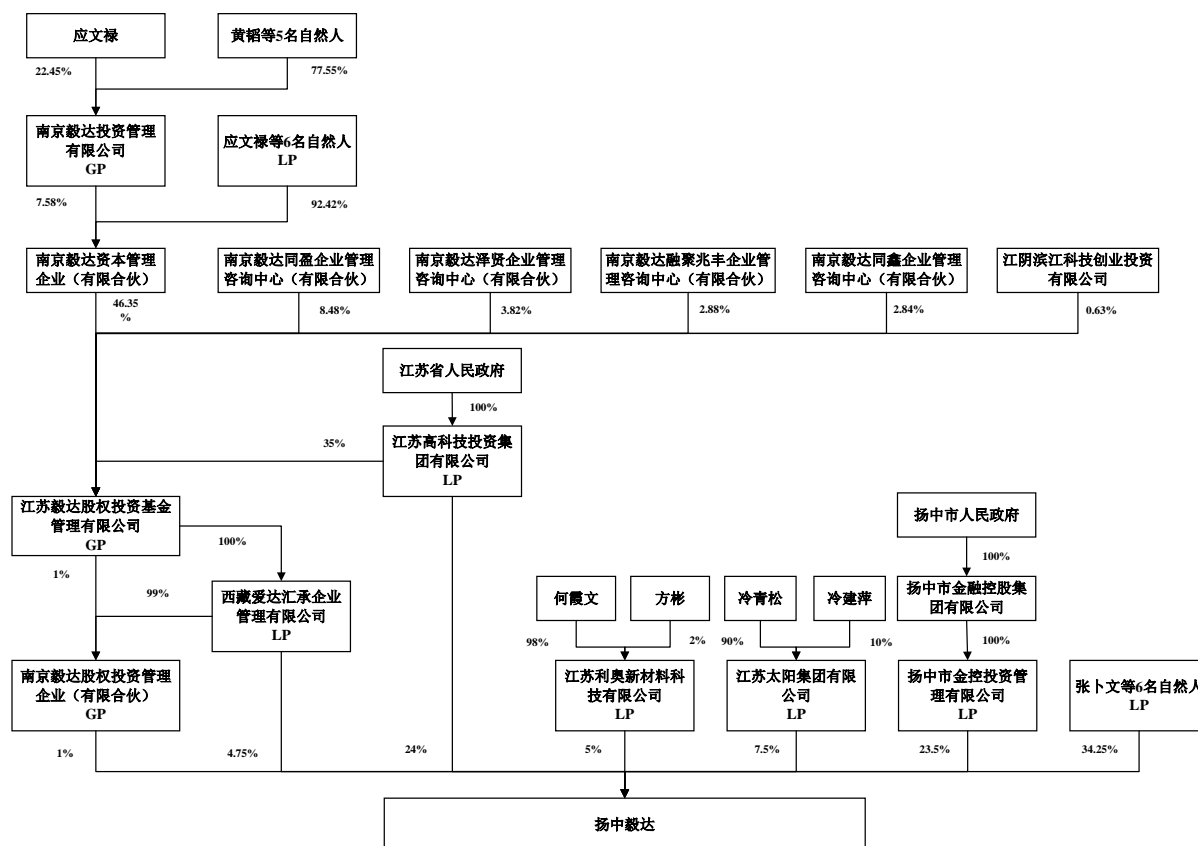 应文禄
黄韬等5名自然人
22.45%
77.55%
南京毅达投资管理
有限公司
GP
应文禄等6名自然人
LP
7.58%
92.42%
南京毅达资本管理
企业（有限合伙）
南京毅达同盈企业管理
咨询中心（有限合伙）
南京毅达泽贤企业管理
咨询中心（有限合伙）
南京毅达融聚兆丰企业管
理咨询中心（有限合伙）
南京毅达同鑫企业管理
咨询中心（有限合伙）
江阴滨江科技创业投资
有限公司
46.35
%
8.48%
3.82%
2.88%
2.84%
0.63%
江苏省人民政府
100%
35%
江苏高科技投资集
团有限公司
LP
江苏毅达股权投资基金
管理有限公司
GP
100%
扬中市人民政府
100%
1%
99%
西藏爱达汇承企业
管理有限公司
LP
何霞文
方彬
冷青松
冷建萍
扬中市金融控股集
团有限公司
98%
2%
90%
10%
100%
南京毅达股权投资管理
企业（有限合伙）
GP
江苏利奥新材料科
技有限公司
LP
江苏太阳集团有限
公司
LP
扬中市金控投资管
理有限公司
LP
张卜文等6名自然人
LP
1%
4.75%
24%
5%
7.5%
23.5%
34.25%
扬中毅达